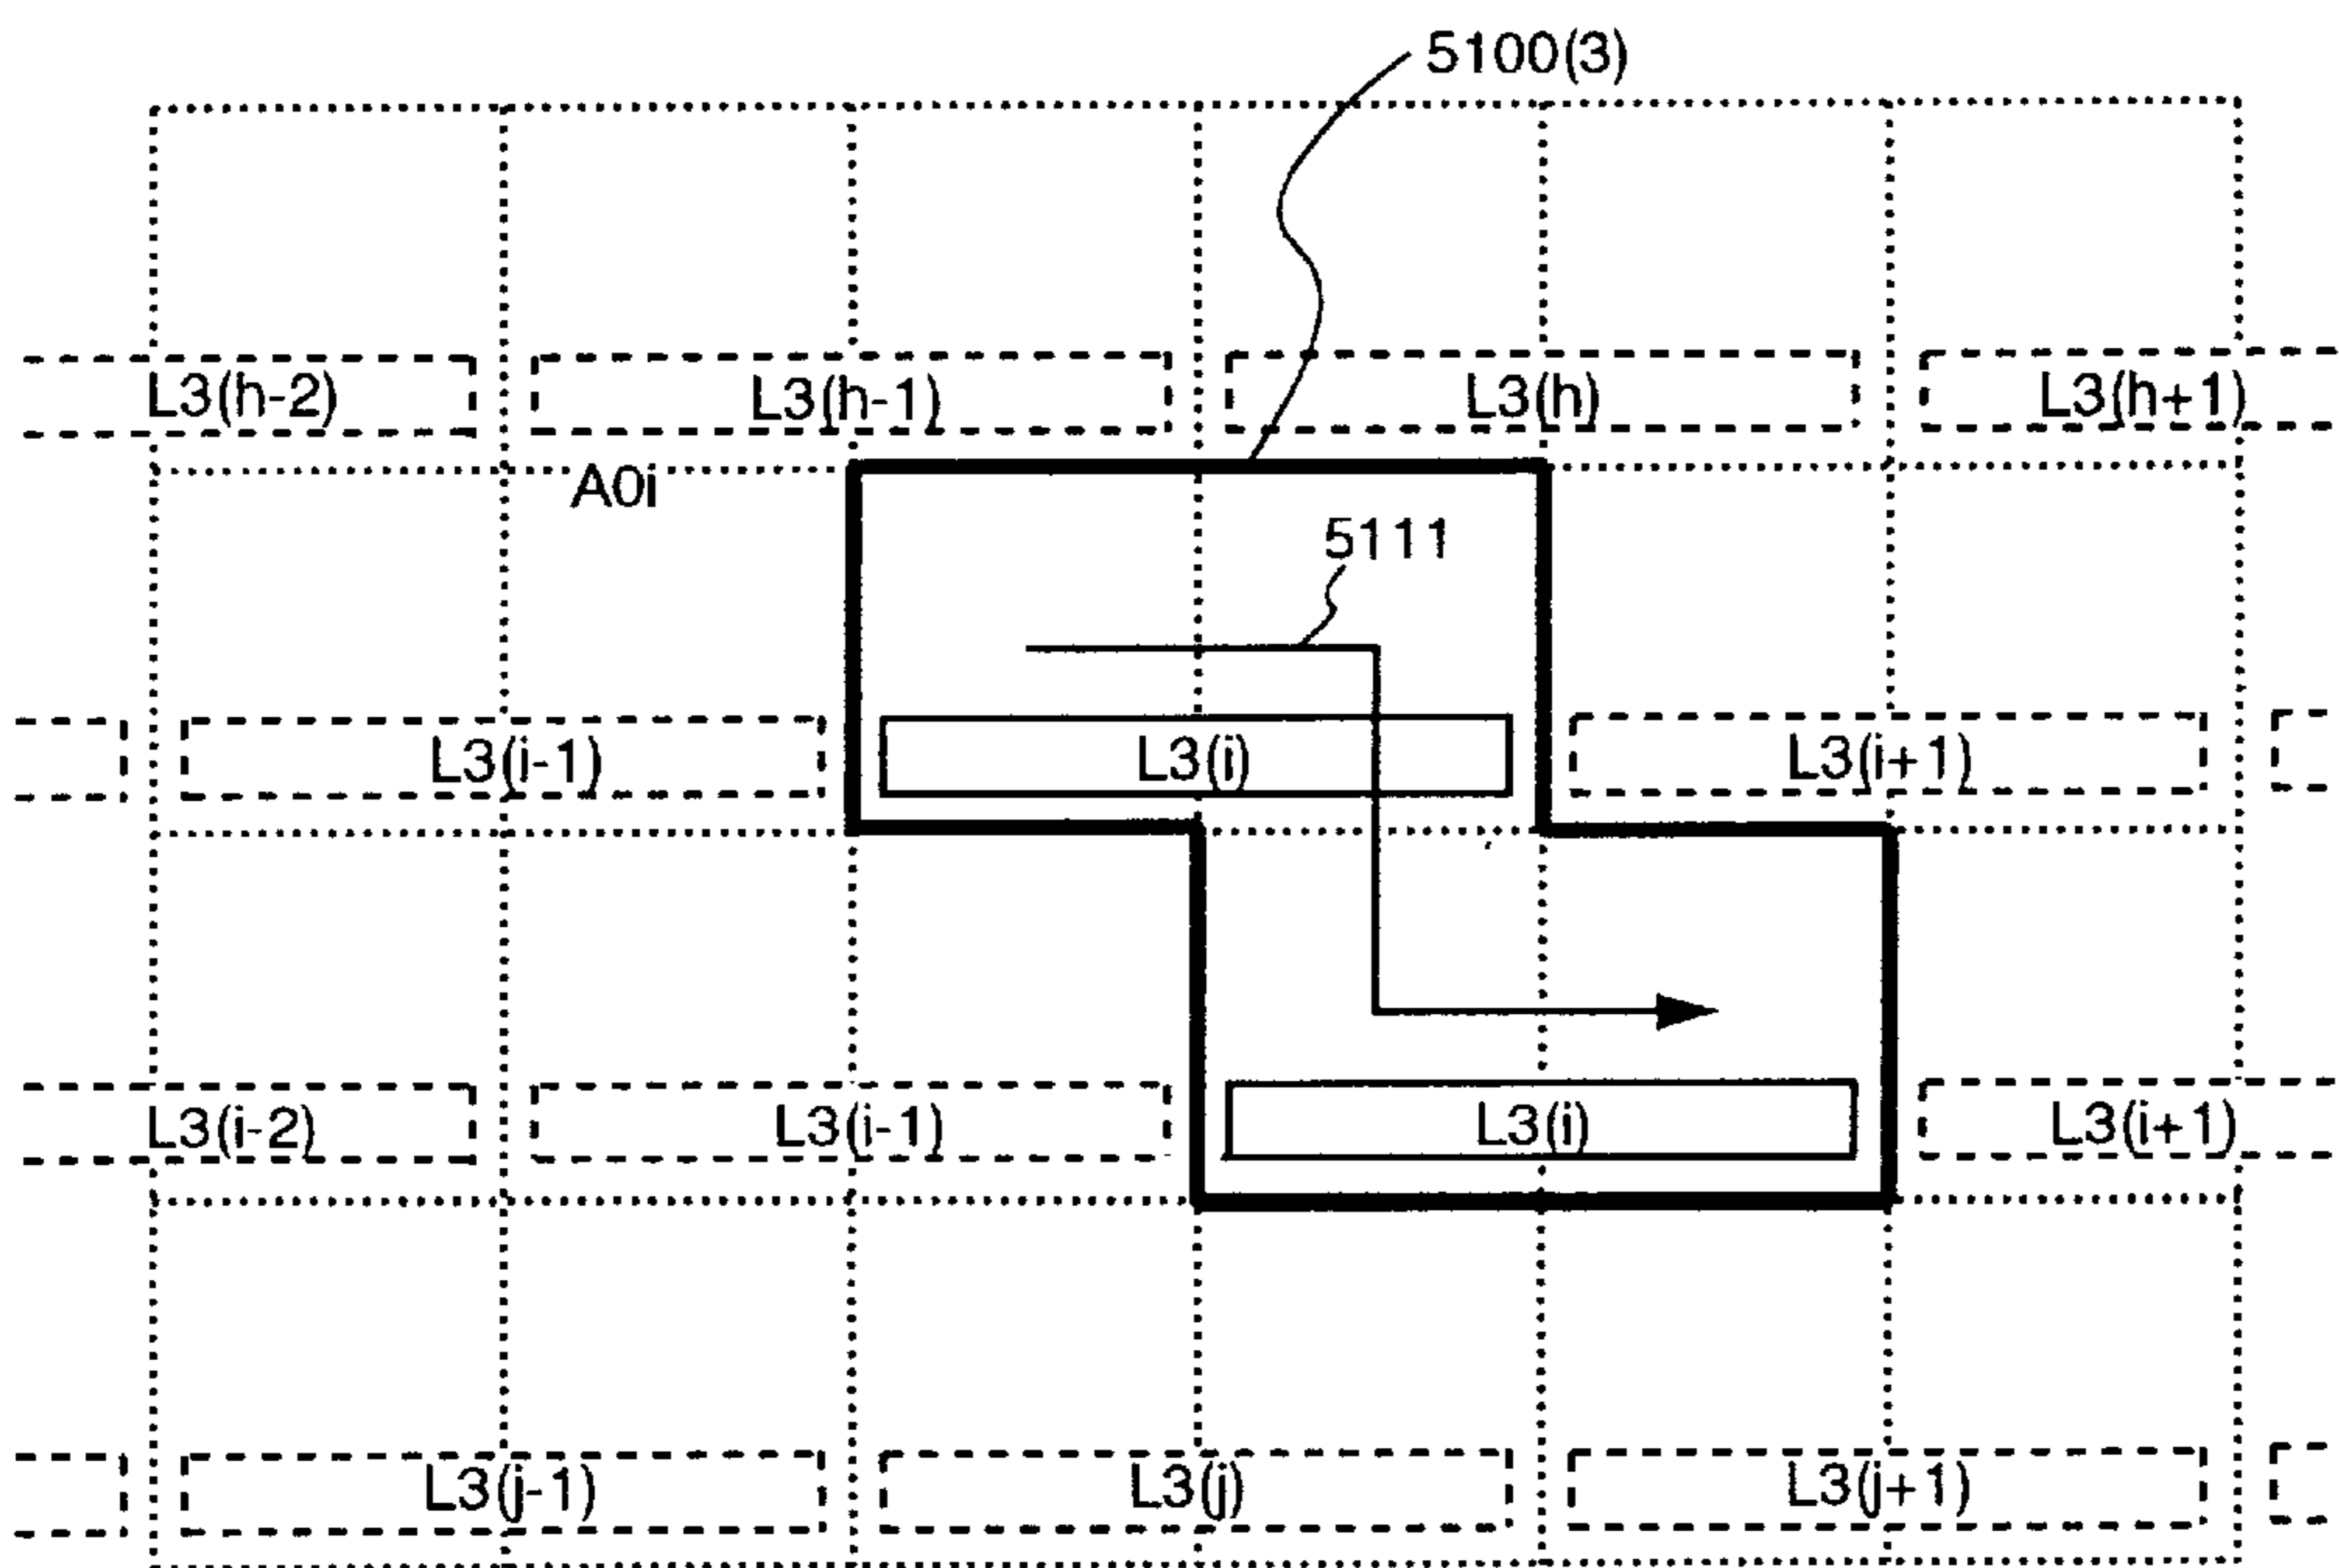 5100(3)
L3(h-2) L3(h-1) L3(h) L3(h+1)
A0i
5111
L3(i-1) L3(i) L3(i+1)
L3(i-2) L3(i-1) L3(i) L3(i+1)
L3(j-1) L3(j) L3(j+1)